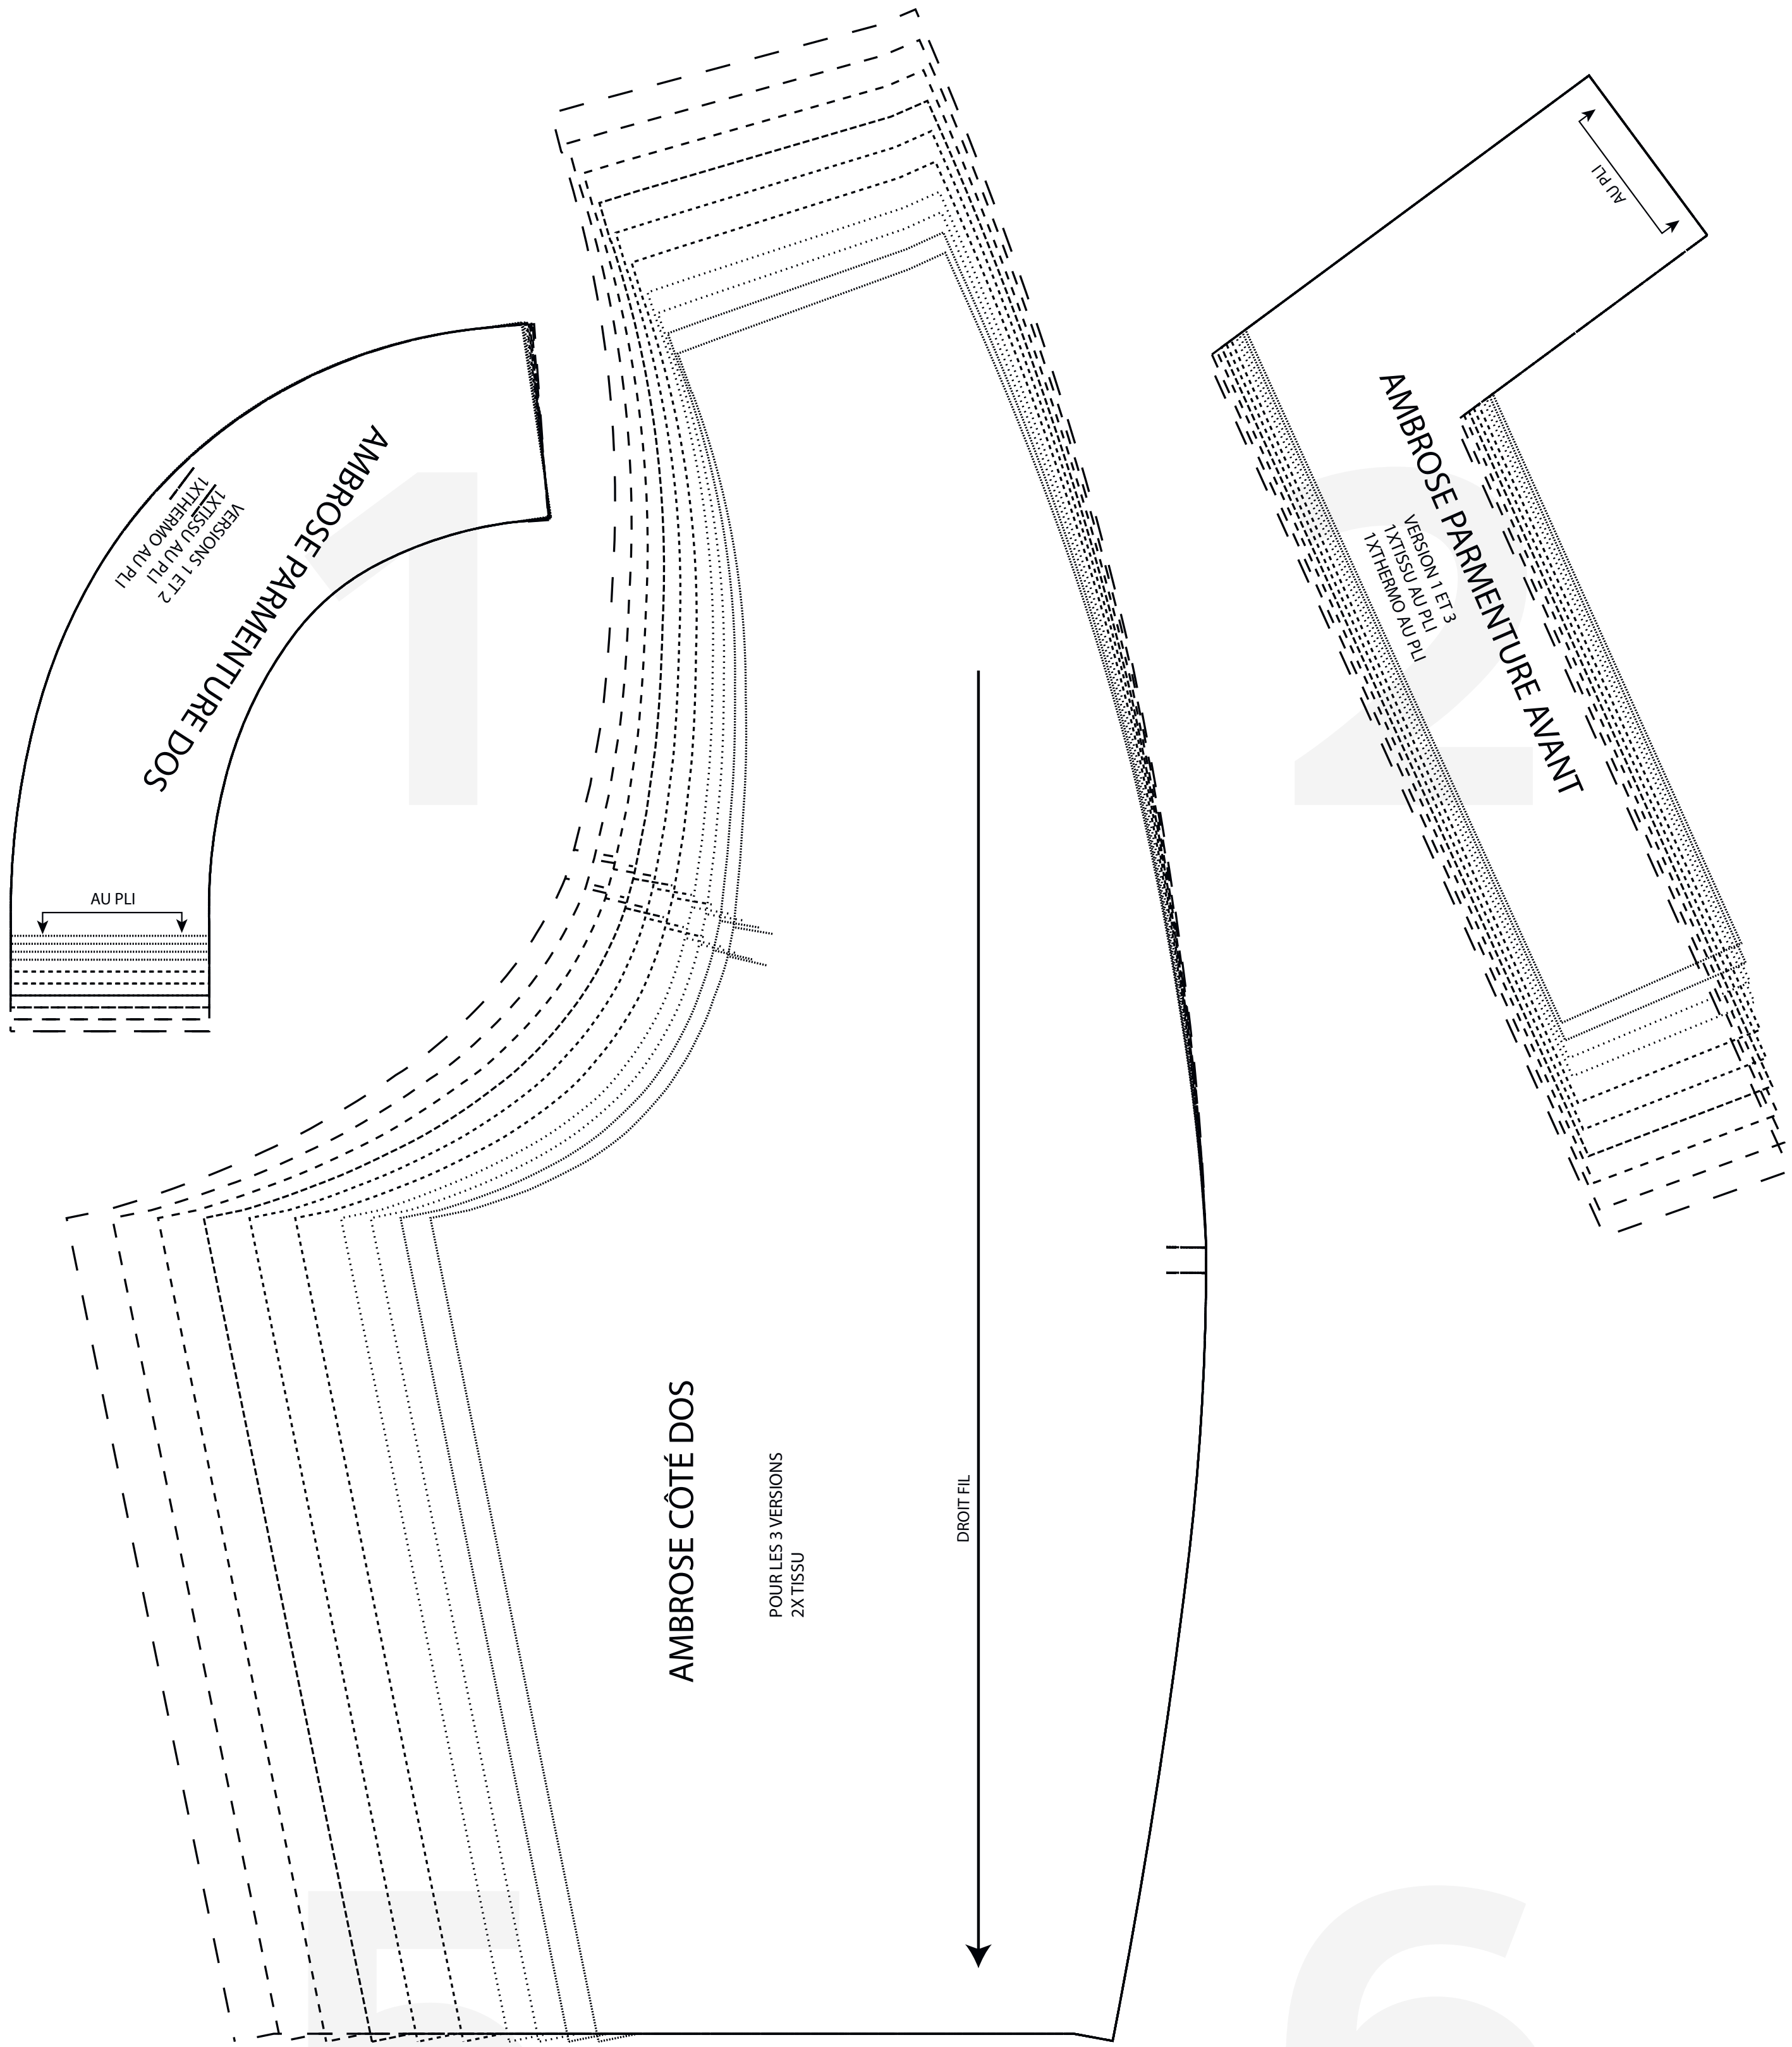 1
2
AU PLI
AMBROSE PARMENTURE DOS
VERSIONS 1 ET 2
1XTISSU AU PLI
1XTHERMO AU PLI
AU PLI
AMBROSE PARMENTURE AVANT
VERSION 1 ET 3
1XTISSU AU PLI
1XTHERMO AU PLI
AMBROSE CÔTÉ DOS
POUR LES 3 VERSIONS
2X TISSU
DROIT FIL
5
6